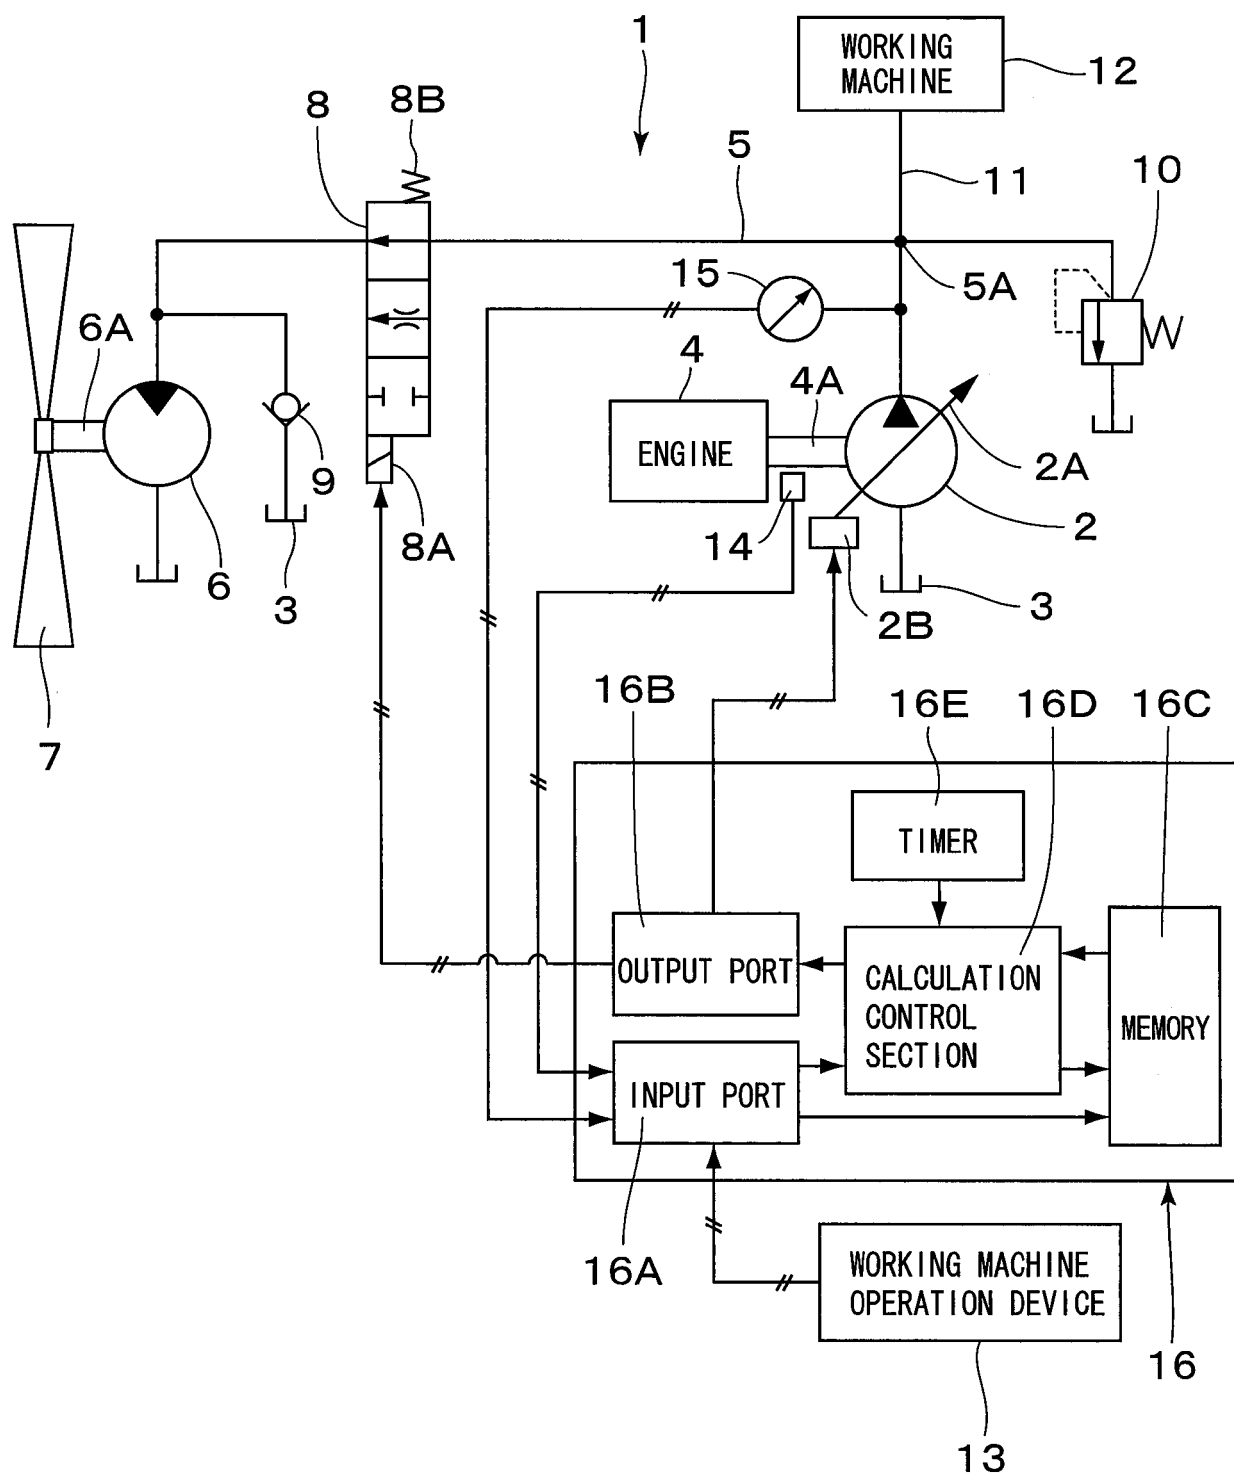 1
WORKING
MACHINE
12
8
8B
5
11
10
15
5A
6A
4
4A
ENGINE
2A
9
8A
14
2
6
3
2B
3
7
16B
16E
16D
16C
TIMER
OUTPUT PORT
CALCULATION
CONTROL
SECTION
MEMORY
INPUT PORT
16A
WORKING MACHINE
OPERATION DEVICE
16
13